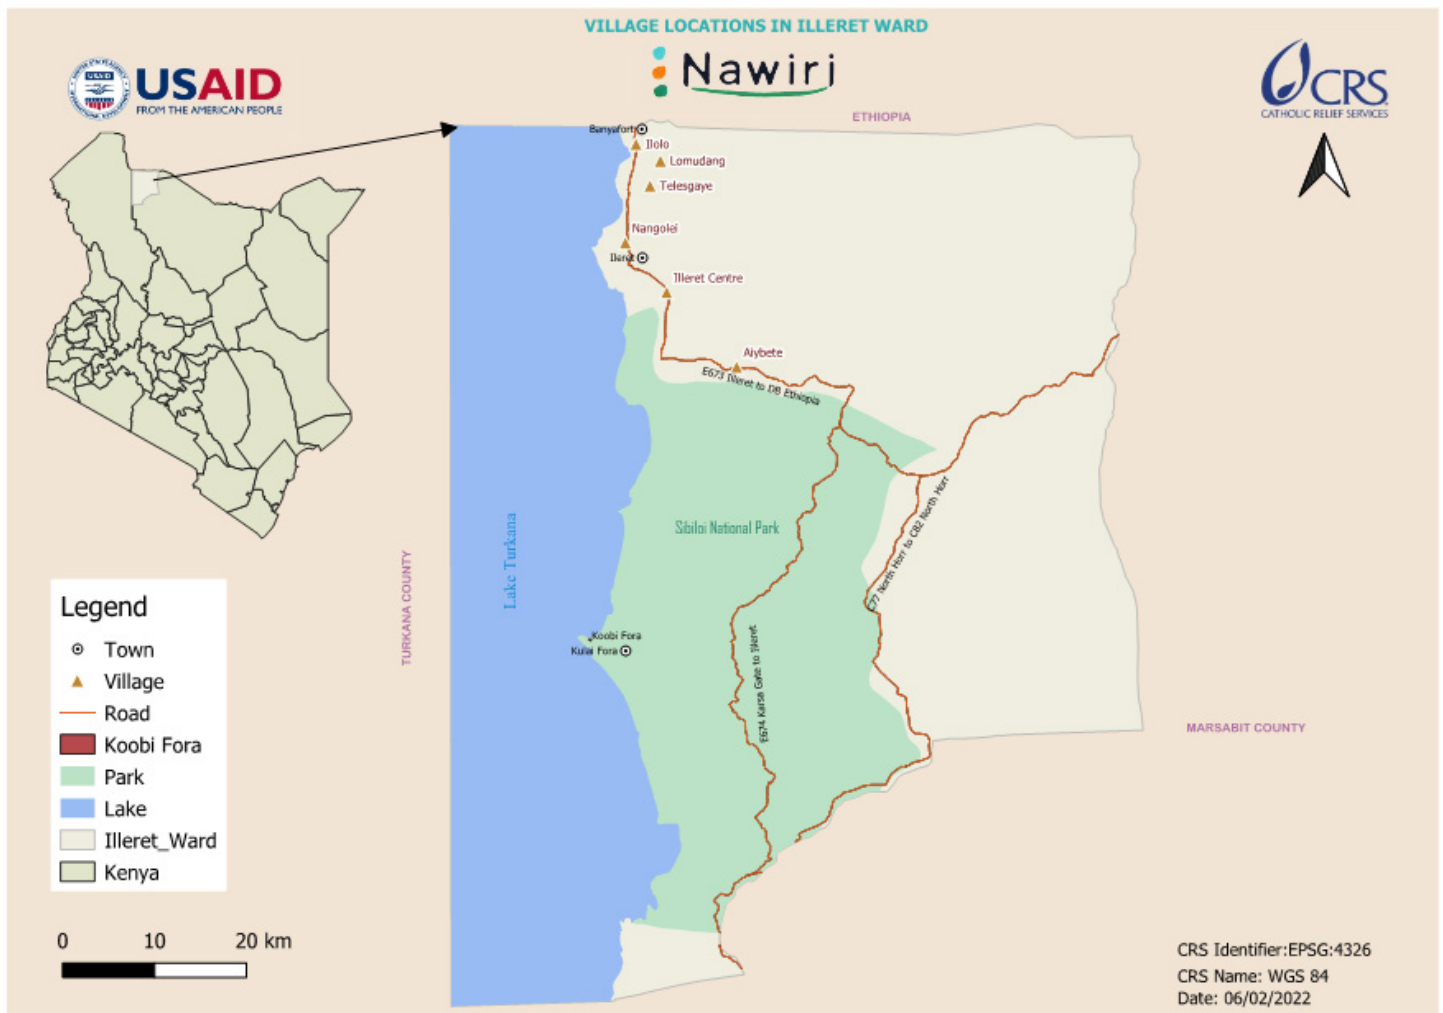 VILLAGE LOCATIONS IN ILLERET WARD
USAID
FROM THE AMERICAN PEOPLE
Nawiri
CRS
CATHOLIC RELIEF SERVICES
ETHIOPIA
Banyafort
Ilolo
Lomudang
Telesgaye
Nangolei
Ileret
Illeret Centre
Aiybete
E673 Illeret to DB Ethiopia
Sibiloi National Park
C77 North Horr to C82 North Horr
Lake Turkana
TURKANA COUNTY
Koobi Fora
Kulai Fora
E674 Karsa Gate to Ileret
MARSABIT COUNTY
Legend
Town
Village
Road
Koobi Fora
Park
Lake
Illeret_Ward
Kenya
0 10 20 km
CRS Identifier:EPSG:4326
CRS Name: WGS 84
Date: 06/02/2022